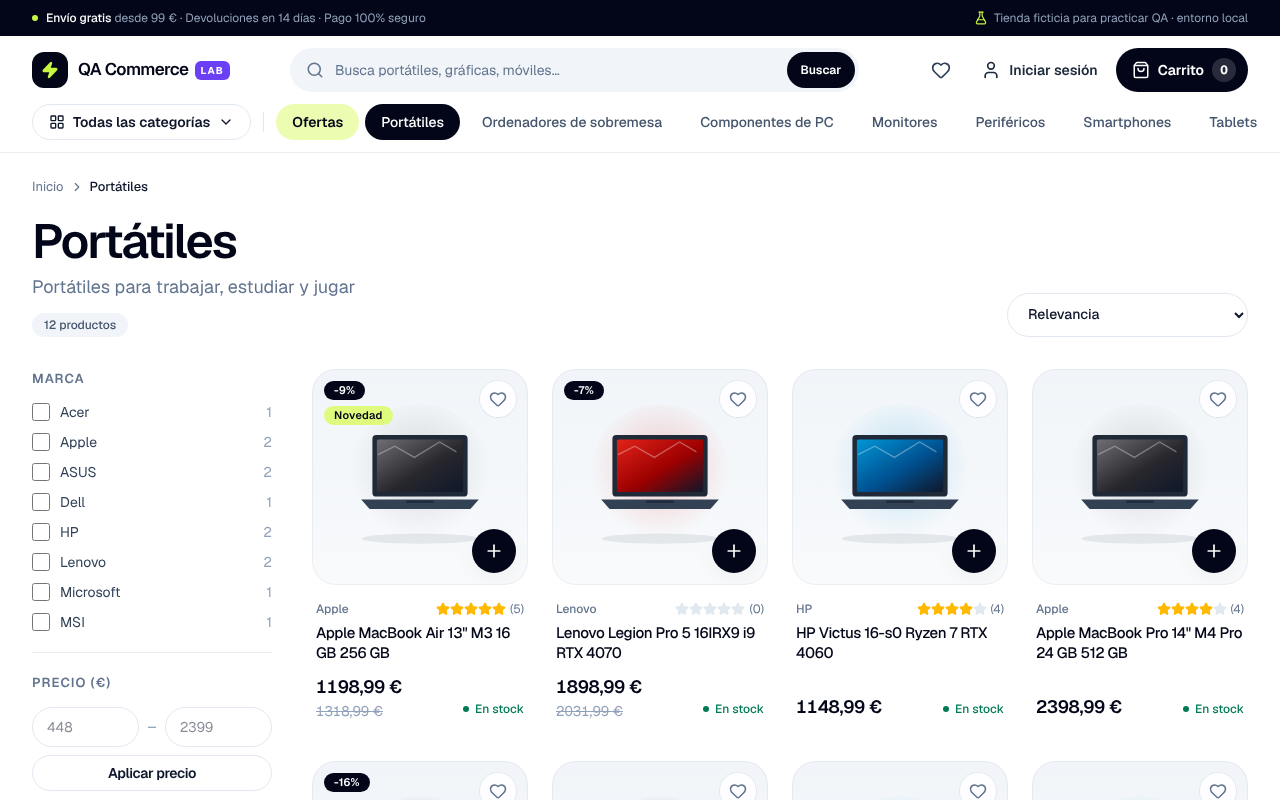 Envío gratis desde 99 € · Devoluciones en 14 días · Pago 100% seguro
Tienda ficticia para practicar QA · entorno local
QA Commerce LAB
Busca portátiles, gráficas, móviles…
Buscar
Iniciar sesión
Carrito 0
Todas las categorías
Ofertas
Portátiles
Ordenadores de sobremesa
Componentes de PC
Monitores
Periféricos
Smartphones
Tablets
Inicio
Portátiles
Portátiles
Portátiles para trabajar, estudiar y jugar
12 productos
Relevancia
MARCA
Acer 1
Apple 2
ASUS 2
Dell 1
HP 2
Lenovo 2
Microsoft 1
MSI 1
PRECIO (€)
448 – 2399
Aplicar precio
-9%
Novedad
Apple (5)
Apple MacBook Air 13" M3 16
GB 256 GB
1198,99 €
1318,99 €
En stock
-7%
Lenovo (0)
Lenovo Legion Pro 5 16IRX9 i9
RTX 4070
1898,99 €
2031,99 €
En stock
HP (4)
HP Victus 16-s0 Ryzen 7 RTX
4060
1148,99 €
En stock
Apple (4)
Apple MacBook Pro 14" M4 Pro
24 GB 512 GB
2398,99 €
En stock
-16%